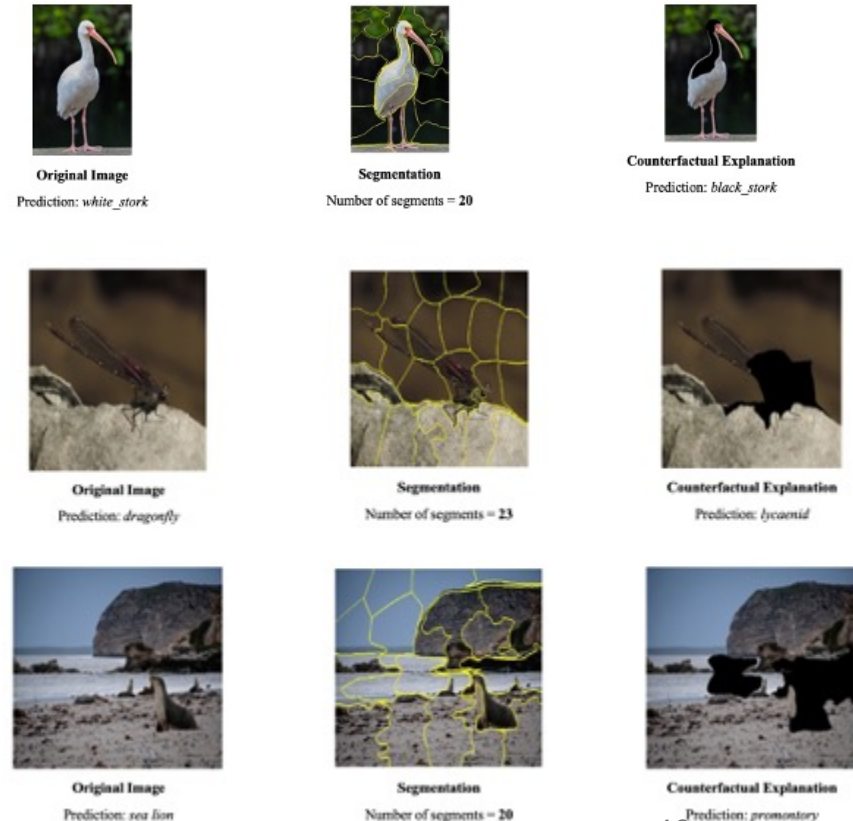 Original Image
Segmentation
Counterfactual Explanation
Prediction: white_stork
Number of segments = 20
Prediction: black_stork
Original Image
Segmentation
Counterfactual Explanation
Prediction: dragonfly
Number of segments = 23
Prediction: lycaenid
Original Image
Segmentation
Counterfactual Explanation
Prediction: sea lion
Number of segments = 20
Prediction: promontory